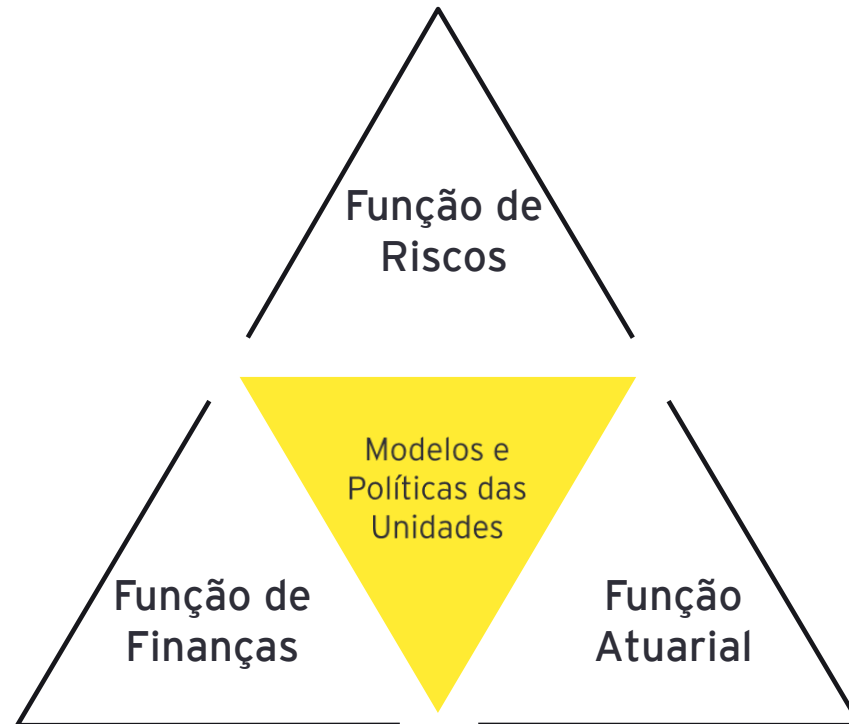 Função de
Riscos
Modelos e
Políticas das
Unidades
Função de
Finanças
Função
Atuarial